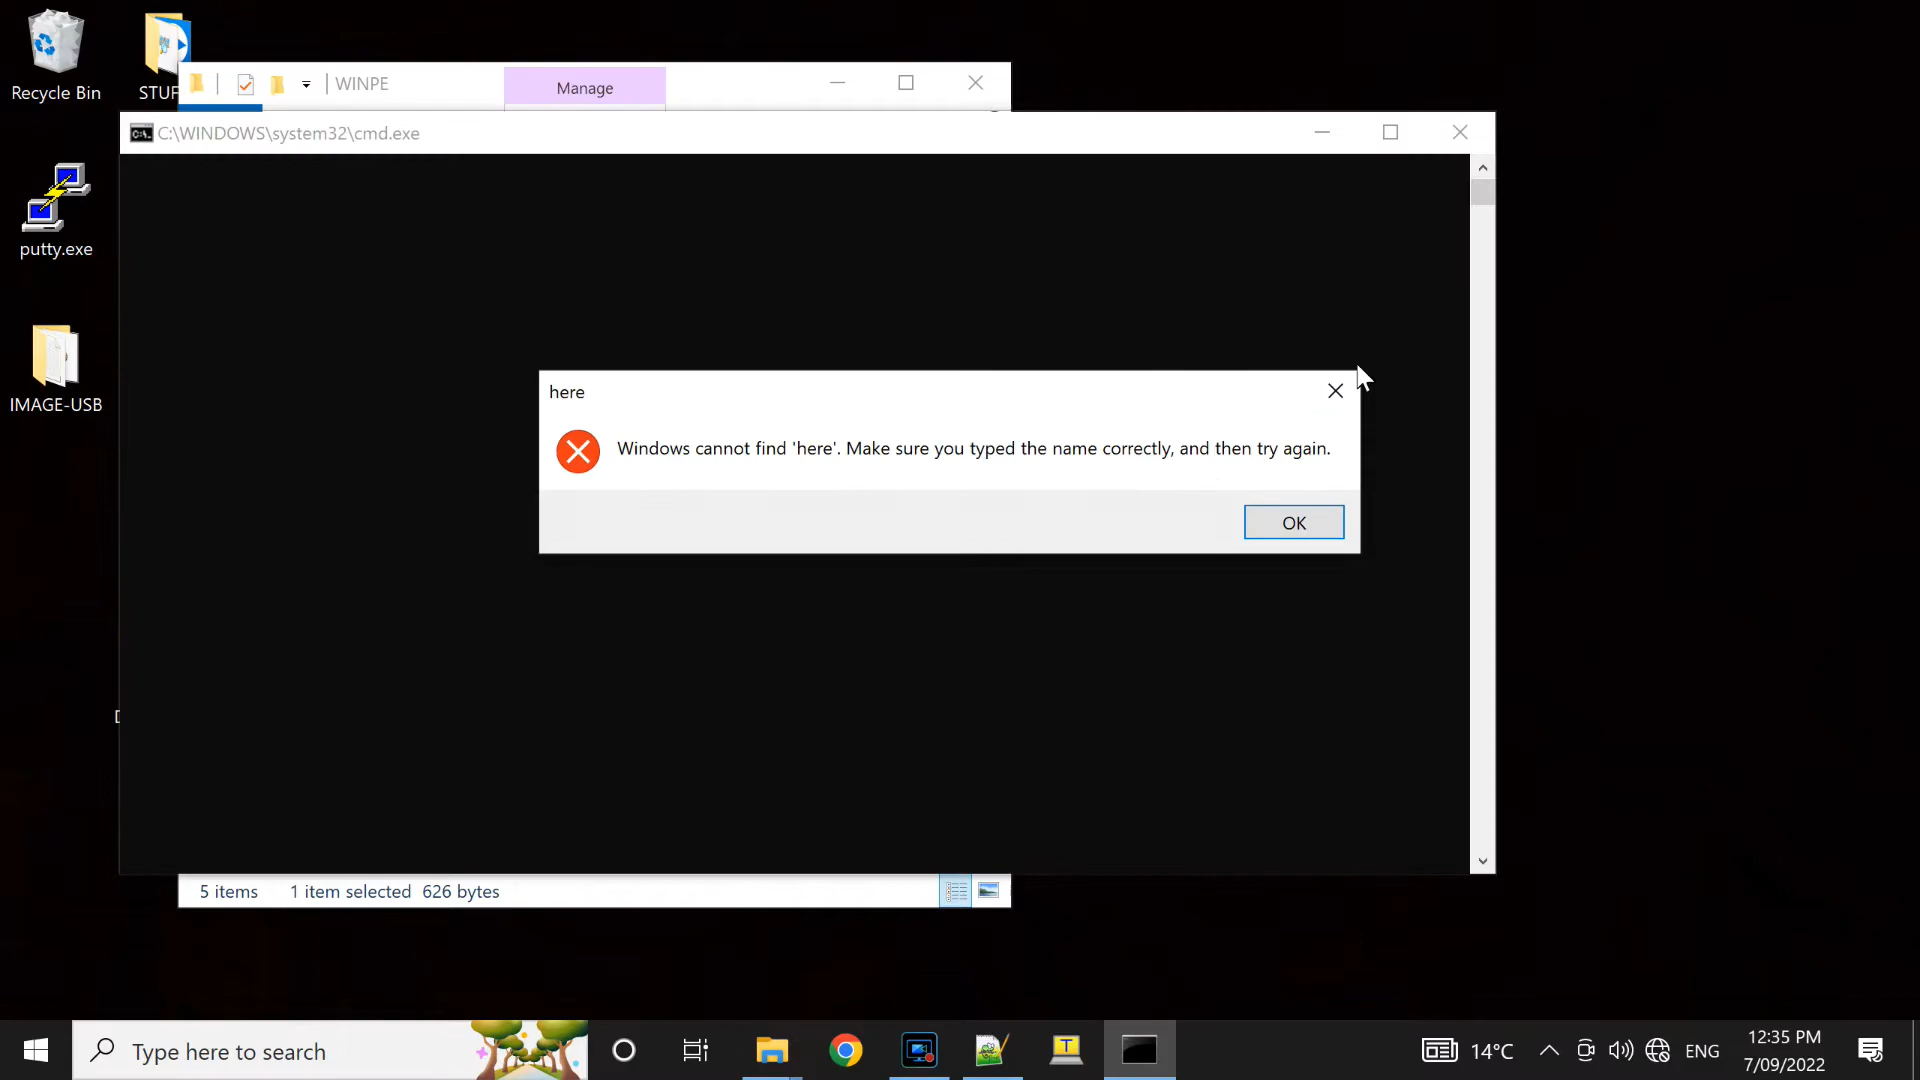 Recycle Bin
STUF
WINPE
Manage
C:\WINDOWS\system32\cmd.exe
putty.exe
IMAGE-USB
here
Windows cannot find 'here'. Make sure you typed the name correctly, and then try again.
OK
5 items
1 item selected 626 bytes
Type here to search
14°C
ENG
12:35 PM
7/09/2022